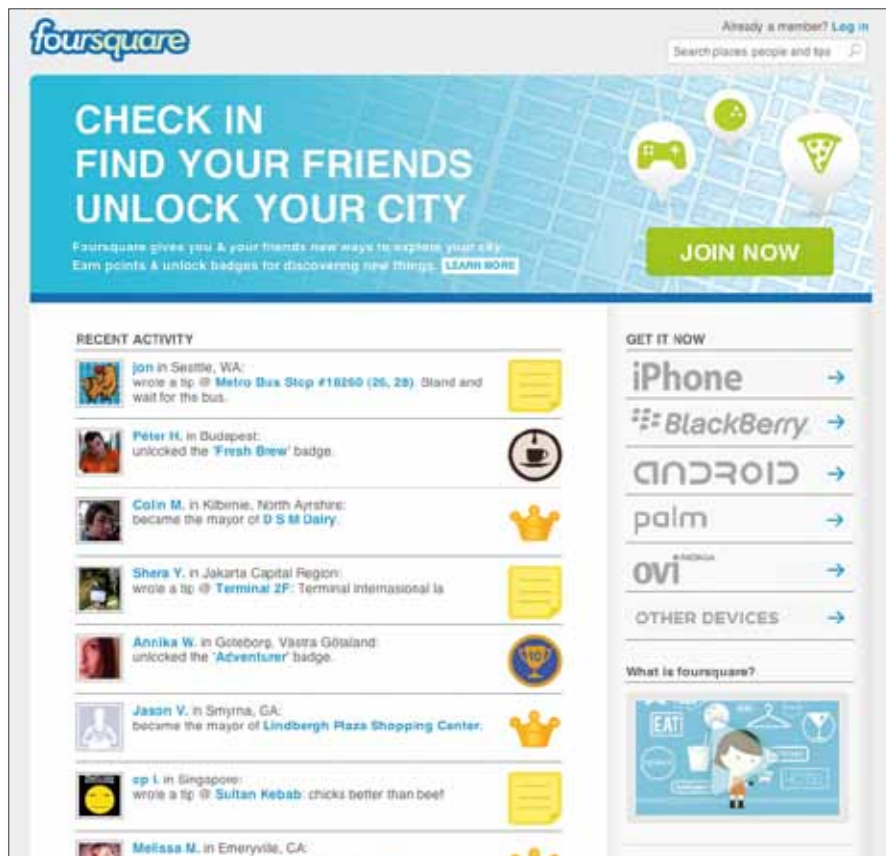 foursquare
Already a member? Log in
Search places, people and tips
CHECK IN
FIND YOUR FRIENDS
UNLOCK YOUR CITY
Foursquare gives you & your friends new ways to explore your city.
Earn points & unlock badges for discovering new things. LEARN MORE
JOIN NOW
RECENT ACTIVITY
jon in Seattle, WA:
wrote a tip @ Metro Bus Stop #18260 (26, 28): Stand and
wait for the bus.
Péter H. in Budapest:
unlocked the 'Fresh Brew' badge.
Colin M. in Kilbirnie, North Ayrshire:
became the mayor of D S M Dairy.
Shera Y. in Jakarta Capital Region:
wrote a tip @ Terminal 2F: Terminal internasional la
Annika W. in Goteborg, Västra Götaland:
unlocked the 'Adventurer' badge.
10
Jason V. in Smyrna, GA:
became the mayor of Lindbergh Plaza Shopping Center.
ap l. in Singapore:
wrote a tip @ Sultan Kebab: chicks better than beef
Melissa M. in Emeryville, CA:
GET IT NOW
iPhone
BlackBerry
ANDROID
palm
ovi NOKIA
OTHER DEVICES
What is foursquare?
EAT
HOTEL